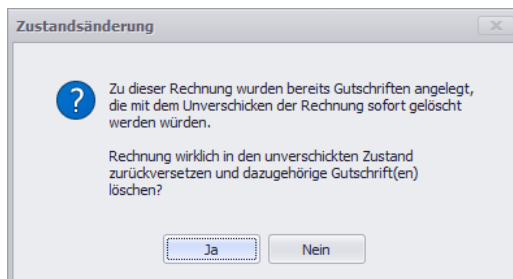 Zustandsänderung
Zu dieser Rechnung wurden bereits Gutschriften angelegt,
die mit dem Unverschicken der Rechnung sofort gelöscht
werden würden.
Rechnung wirklich in den unverschickten Zustand
zurückversetzen und dazugehörige Gutschrift(en)
löschen?
Ja
Nein